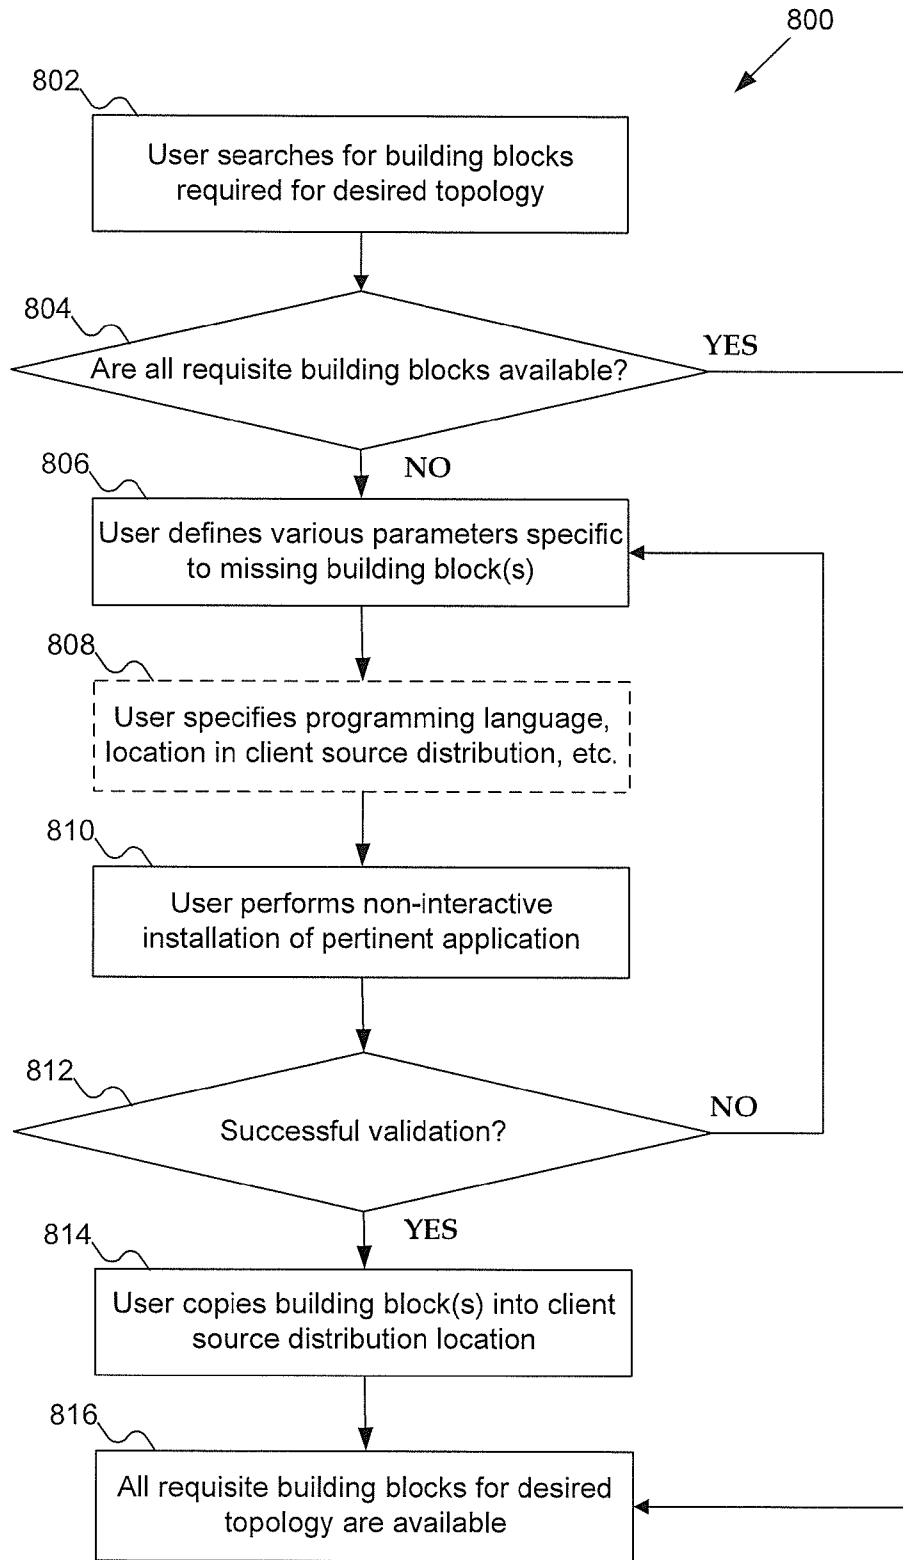 800
802
User searches for building blocks
required for desired topology
804
YES
Are all requisite building blocks available?
NO
806
User defines various parameters specific
to missing building block(s)
808
User specifies programming language,
location in client source distribution, etc.
810
User performs non-interactive
installation of pertinent application
812
NO
Successful validation?
YES
814
User copies building block(s) into client
source distribution location
816
All requisite building blocks for desired
topology are available